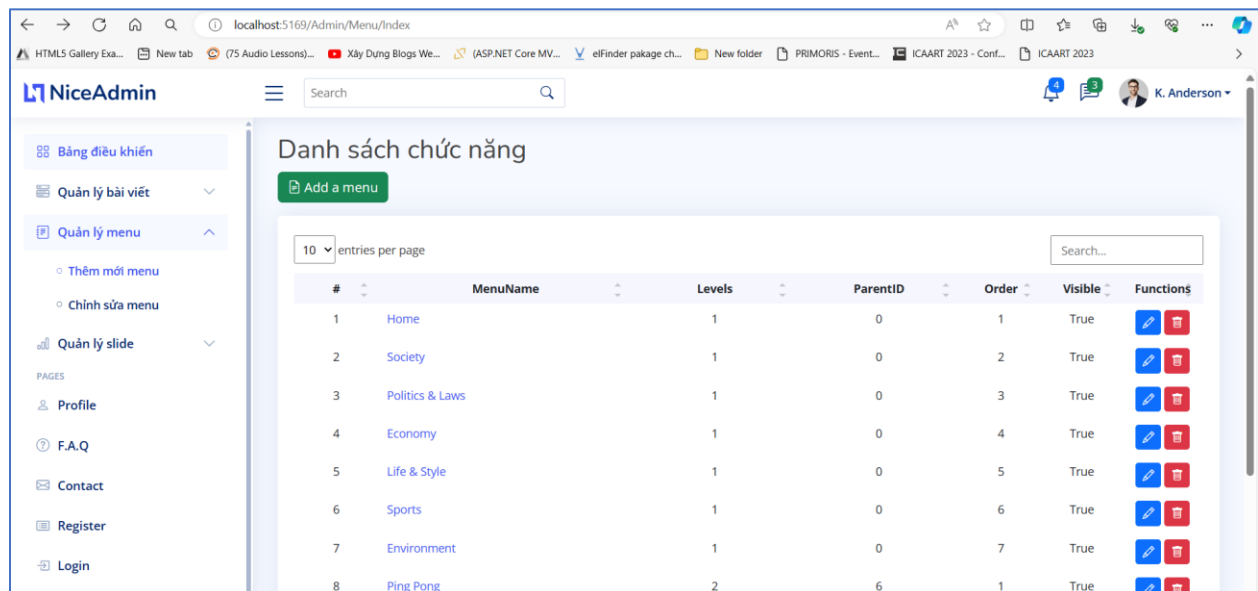 localhost:5169/Admin/Menu/Index
HTML5 Gallery Exa... New tab (75 Audio Lessons)... Xây Dựng Blogs We... (ASP.NET Core MV... elFinder pakage ch... New folder PRIMORIS - Event... ICAART 2023 - Conf... ICAART 2023
NiceAdmin
Search
4
3
K. Anderson
Bảng điều khiển
Quản lý bài viết
Quản lý menu
Thêm mới menu
Chỉnh sửa menu
Quản lý slide
PAGES
Profile
F.A.Q
Contact
Register
Login
Danh sách chức năng
Add a menu
10 entries per page
Search...
# MenuName Levels ParentID Order Visible Functions
1 Home 1 0 1 True
2 Society 1 0 2 True
3 Politics & Laws 1 0 3 True
4 Economy 1 0 4 True
5 Life & Style 1 0 5 True
6 Sports 1 0 6 True
7 Environment 1 0 7 True
8 Ping Pong 2 6 1 True